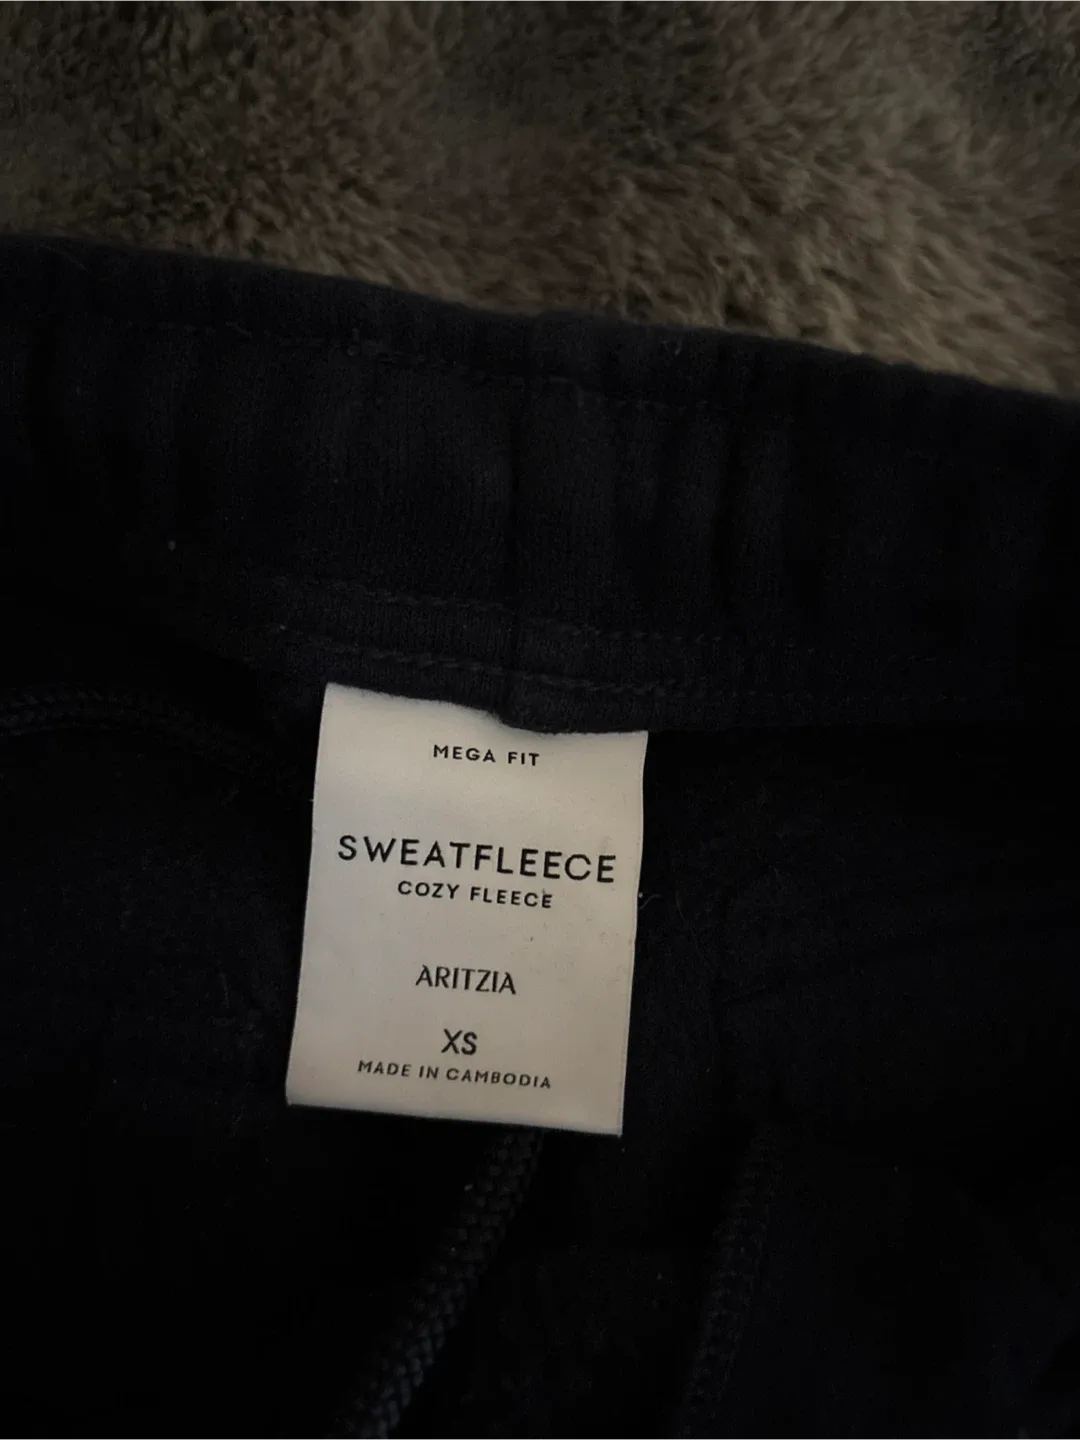 MEGA FIT
SWEATFLEECE
COZY FLEECE
ARITZIA
XS
MADE IN CAMBODIA